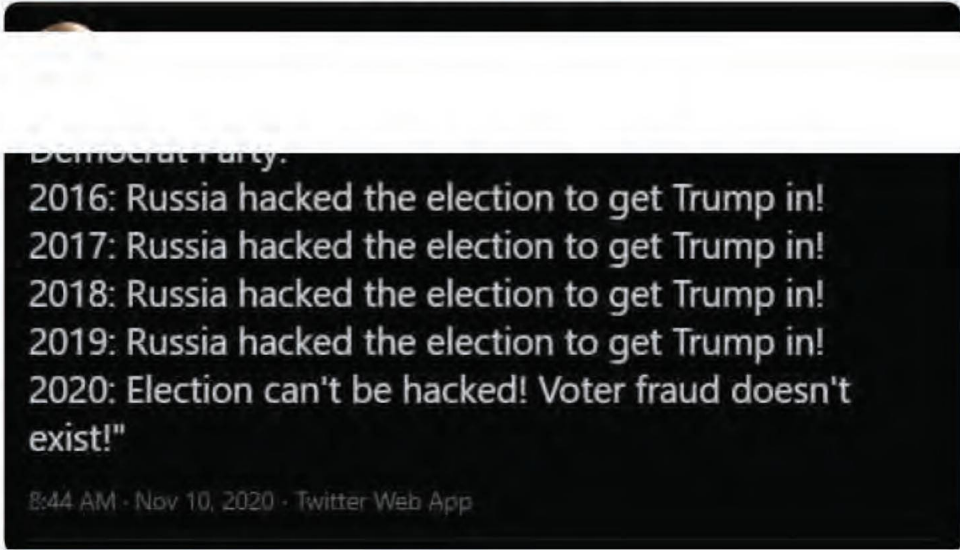 Democrat Party:
2016: Russia hacked the election to get Trump in!
2017: Russia hacked the election to get Trump in!
2018: Russia hacked the election to get Trump in!
2019: Russia hacked the election to get Trump in!
2020: Election can't be hacked! Voter fraud doesn't
exist!"
8:44 AM · Nov 10, 2020 · Twitter Web App